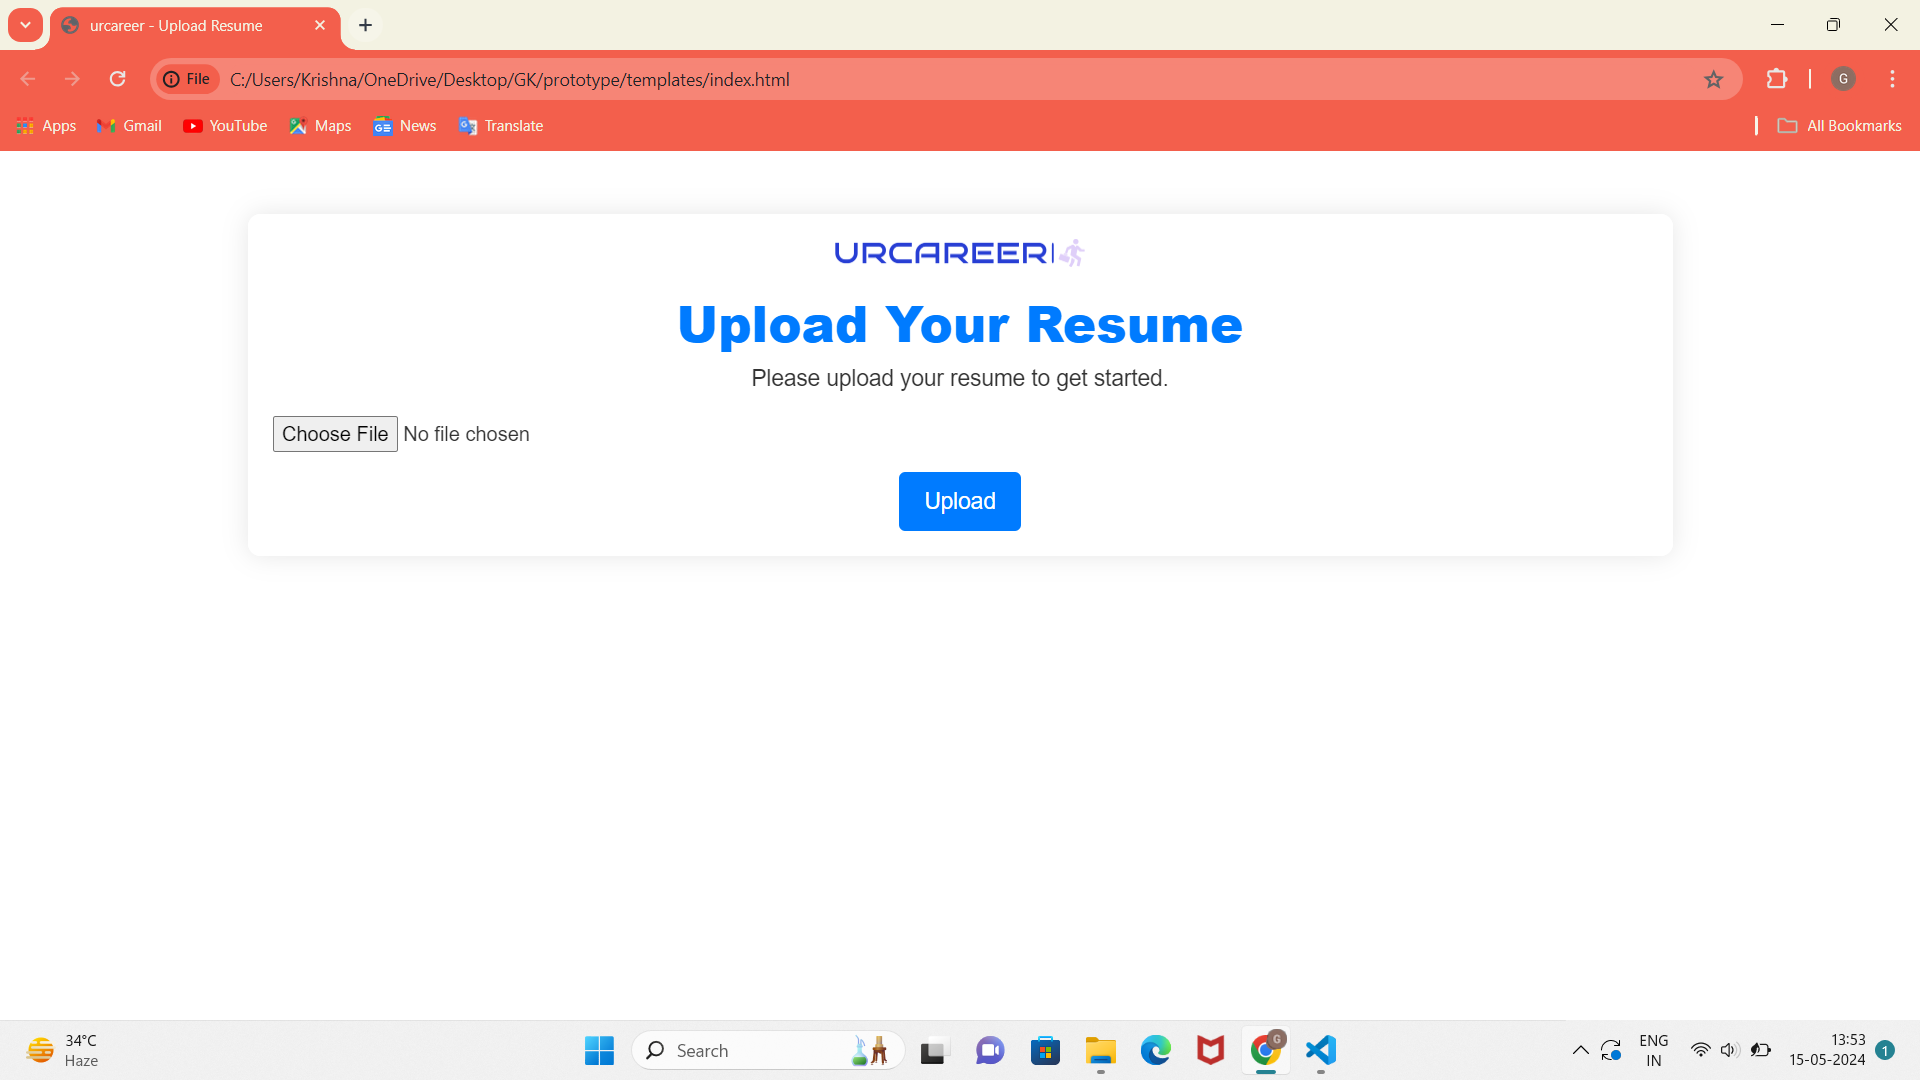 urcareer - Upload Resume
File C:/Users/Krishna/OneDrive/Desktop/GK/prototype/templates/index.html G
Apps Gmail YouTube Maps News Translate All Bookmarks
URCAREER
Upload Your Resume
Please upload your resume to get started.
Choose File No file chosen
Upload
34°C
Haze
Search
G
ENG
IN
13:53
15-05-2024
1